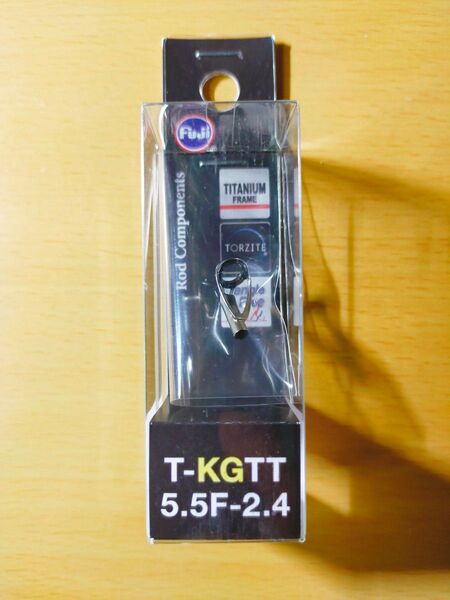 Fuji
Rod Components
TITANIUM
FRAME
TORZITE
T-KGTT
5.5F-2.4